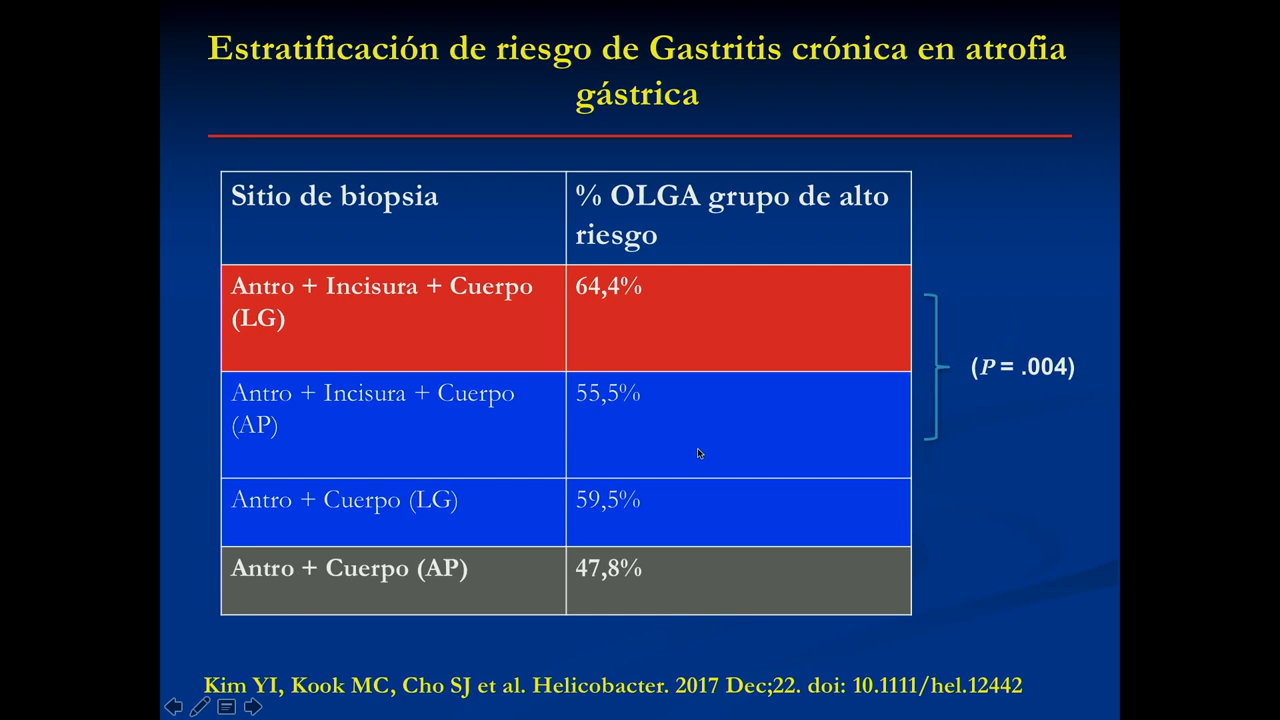 Estratificación de riesgo de Gastritis crónica en atrofia
gástrica
Sitio de biopsia
% OLGA grupo de alto
riesgo
Antro + Incisura + Cuerpo
(LG)
64,4%
Antro + Incisura + Cuerpo
(AP)
55,5%
(P = .004)
Antro + Cuerpo (LG)
59,5%
Antro + Cuerpo (AP)
47,8%
Kim YI, Kook MC, Cho SJ et al. Helicobacter. 2017 Dec;22. doi: 10.1111/hel.12442